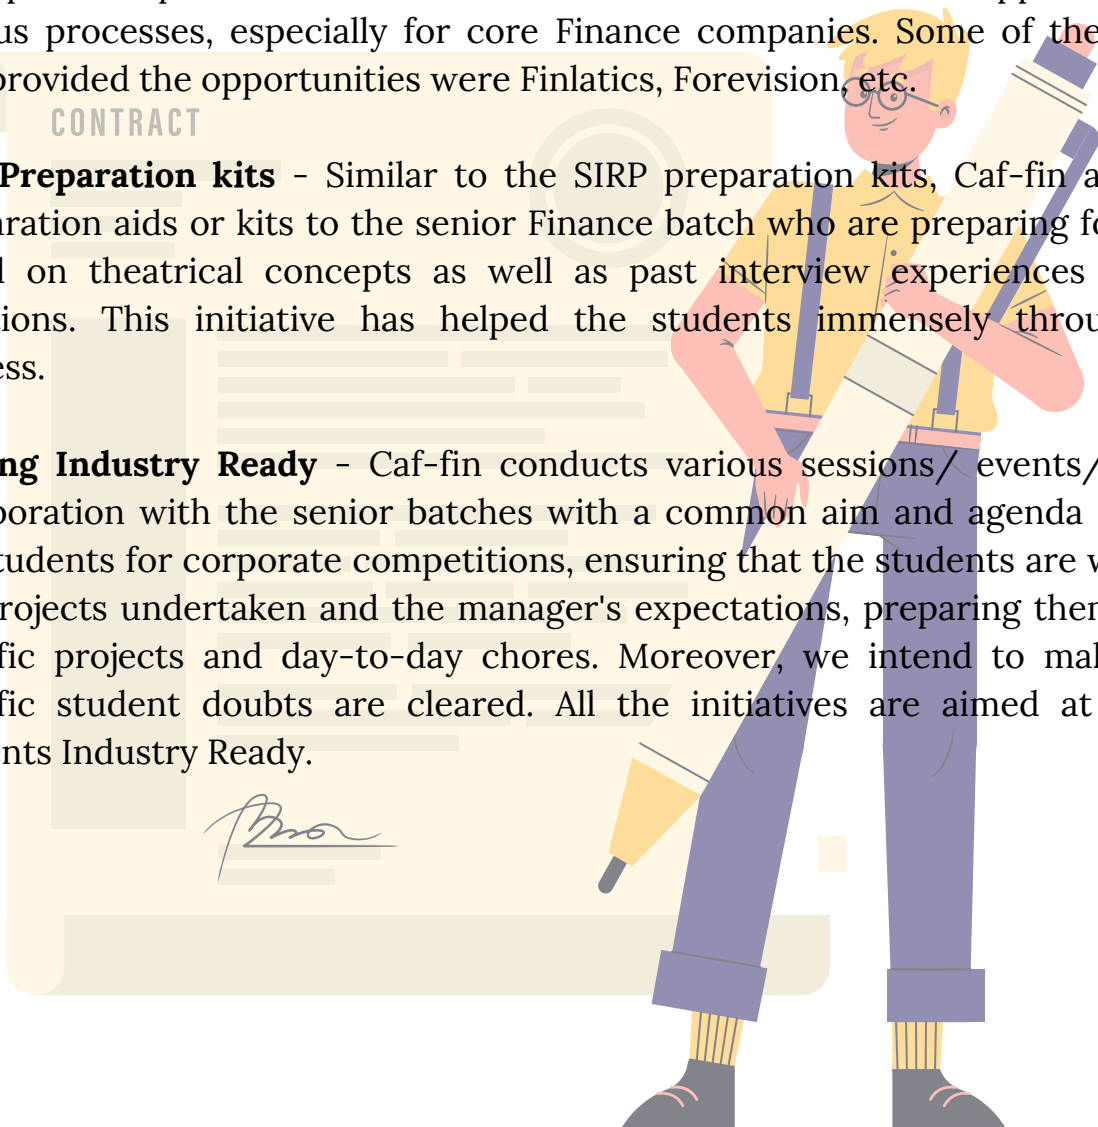 us processes, especially for core Finance companies. Some of the
provided the opportunities were Finlatics, Forevision, etc.
CONTRACT
Preparation kits - Similar to the SIRP preparation kits, Caf-fin a
aration aids or kits to the senior Finance batch who are preparing fo
d on theatrical concepts as well as past interview experiences
tions. This initiative has helped the students immensely throu
ess.
ng Industry Ready - Caf-fin conducts various sessions/ events/
boration with the senior batches with a common aim and agenda
tudents for corporate competitions, ensuring that the students are w
rojects undertaken and the manager's expectations, preparing them
fic projects and day-to-day chores. Moreover, we intend to mak
fic student doubts are cleared. All the initiatives are aimed at
nts Industry Ready.